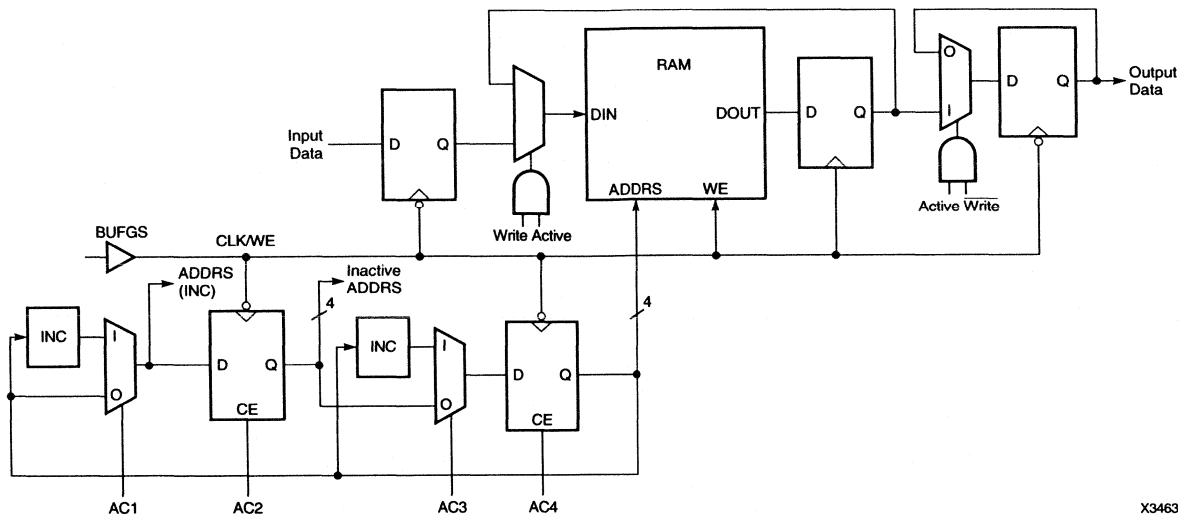 RAM
D Q
O
I
D Q
Output
Data
Input
Data
D Q
DIN
DOUT
D Q
ADDRS WE
Write Active
Active W̅r̅i̅t̅e̅
BUFGS
CLK/WE
ADDRS
(INC)
Inactive
ADDRS
4
4
INC
I
O
D Q
CE
INC
I
O
D Q
CE
AC1
AC2
AC3
AC4
X3463